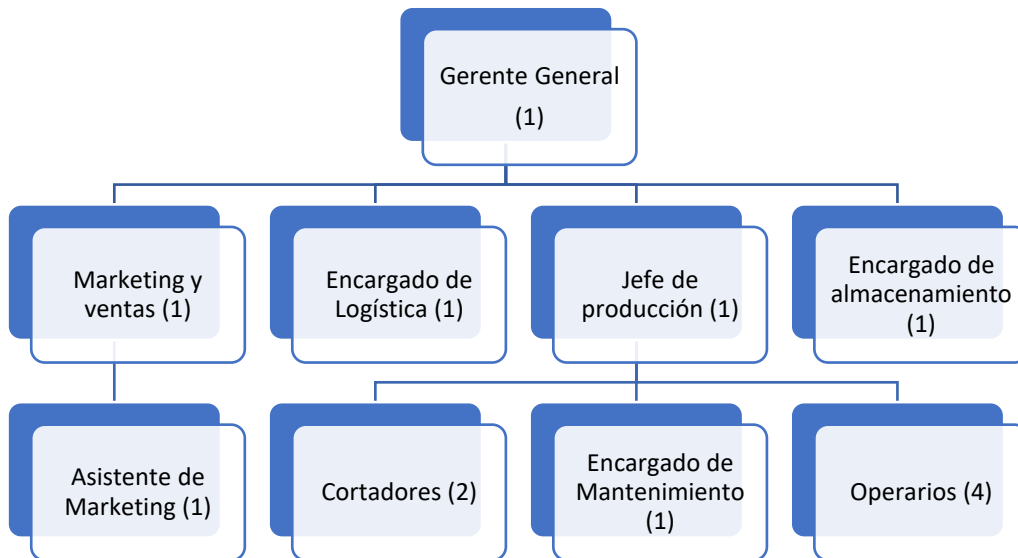 Gerente General
(1)
Marketing y
ventas (1)
Encargado de
Logística (1)
Jefe de
producción (1)
Encargado de
almacenamiento
(1)
Asistente de
Marketing (1)
Cortadores (2)
Encargado de
Mantenimiento
(1)
Operarios (4)